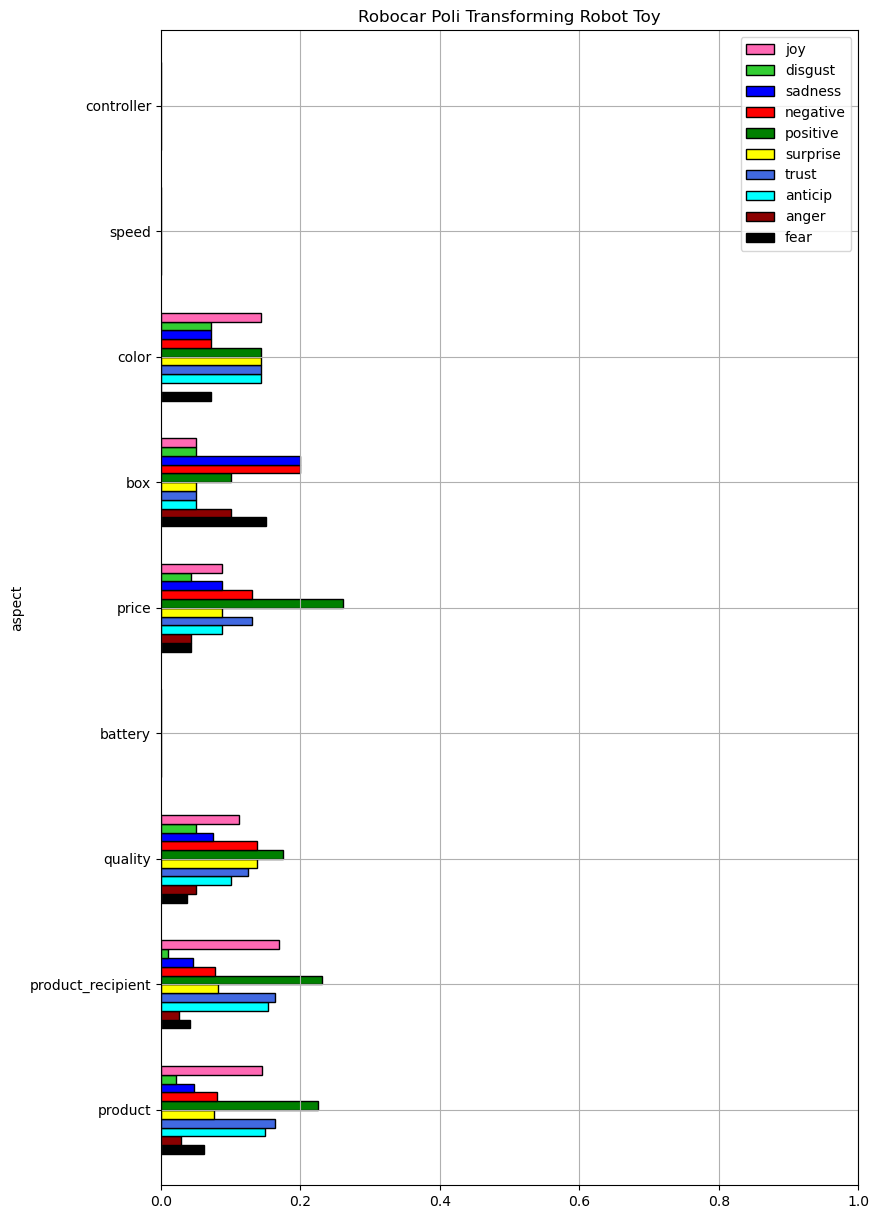 Robocar Poli Transforming Robot Toy
joy
disgust
sadness
negative
positive
surprise
trust
anticip
anger
fear
controller
speed
color
box
price
battery
quality
product_recipient
product
aspect
0.0 0.2 0.4 0.6 0.8 1.0